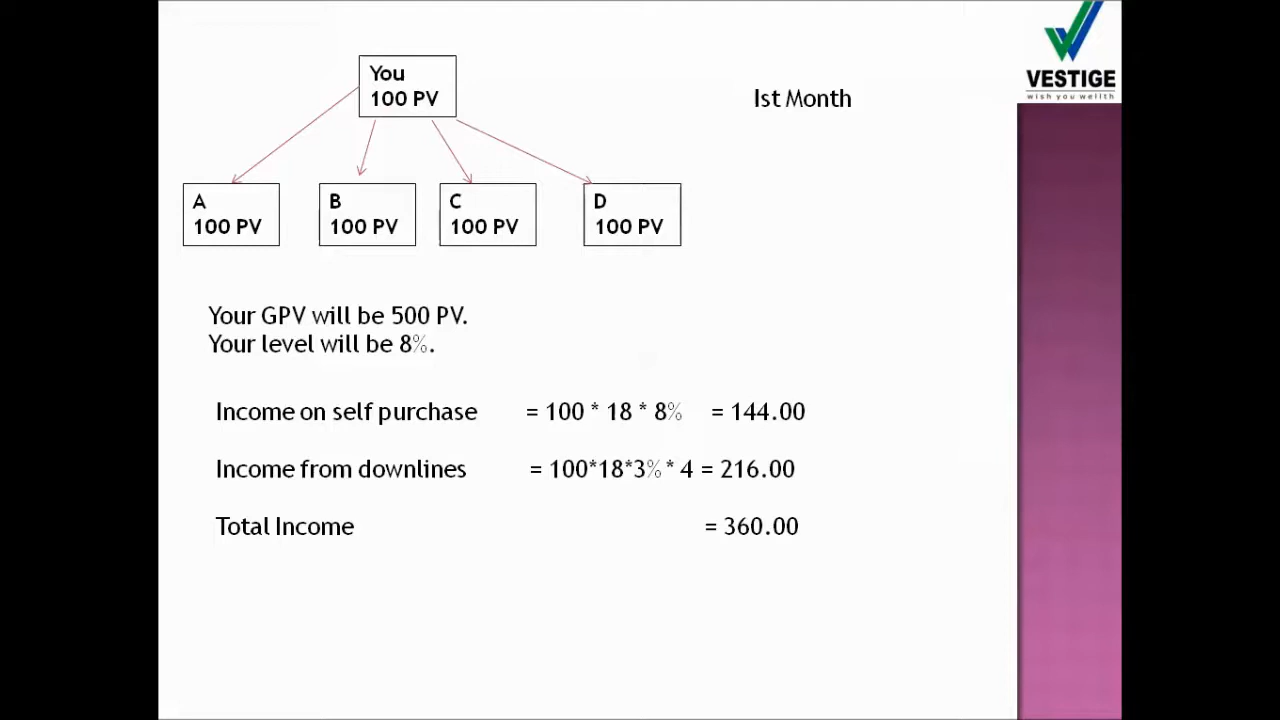 You
100 PV
Ist Month
VESTIGE
wish you wellth
A
100 PV
B
100 PV
C
100 PV
D
100 PV
Your GPV will be 500 PV.
Your level will be 8%.
Income on self purchase = 100 * 18 * 8% = 144.00
Income from downlines = 100*18*3% * 4 = 216.00
Total Income = 360.00